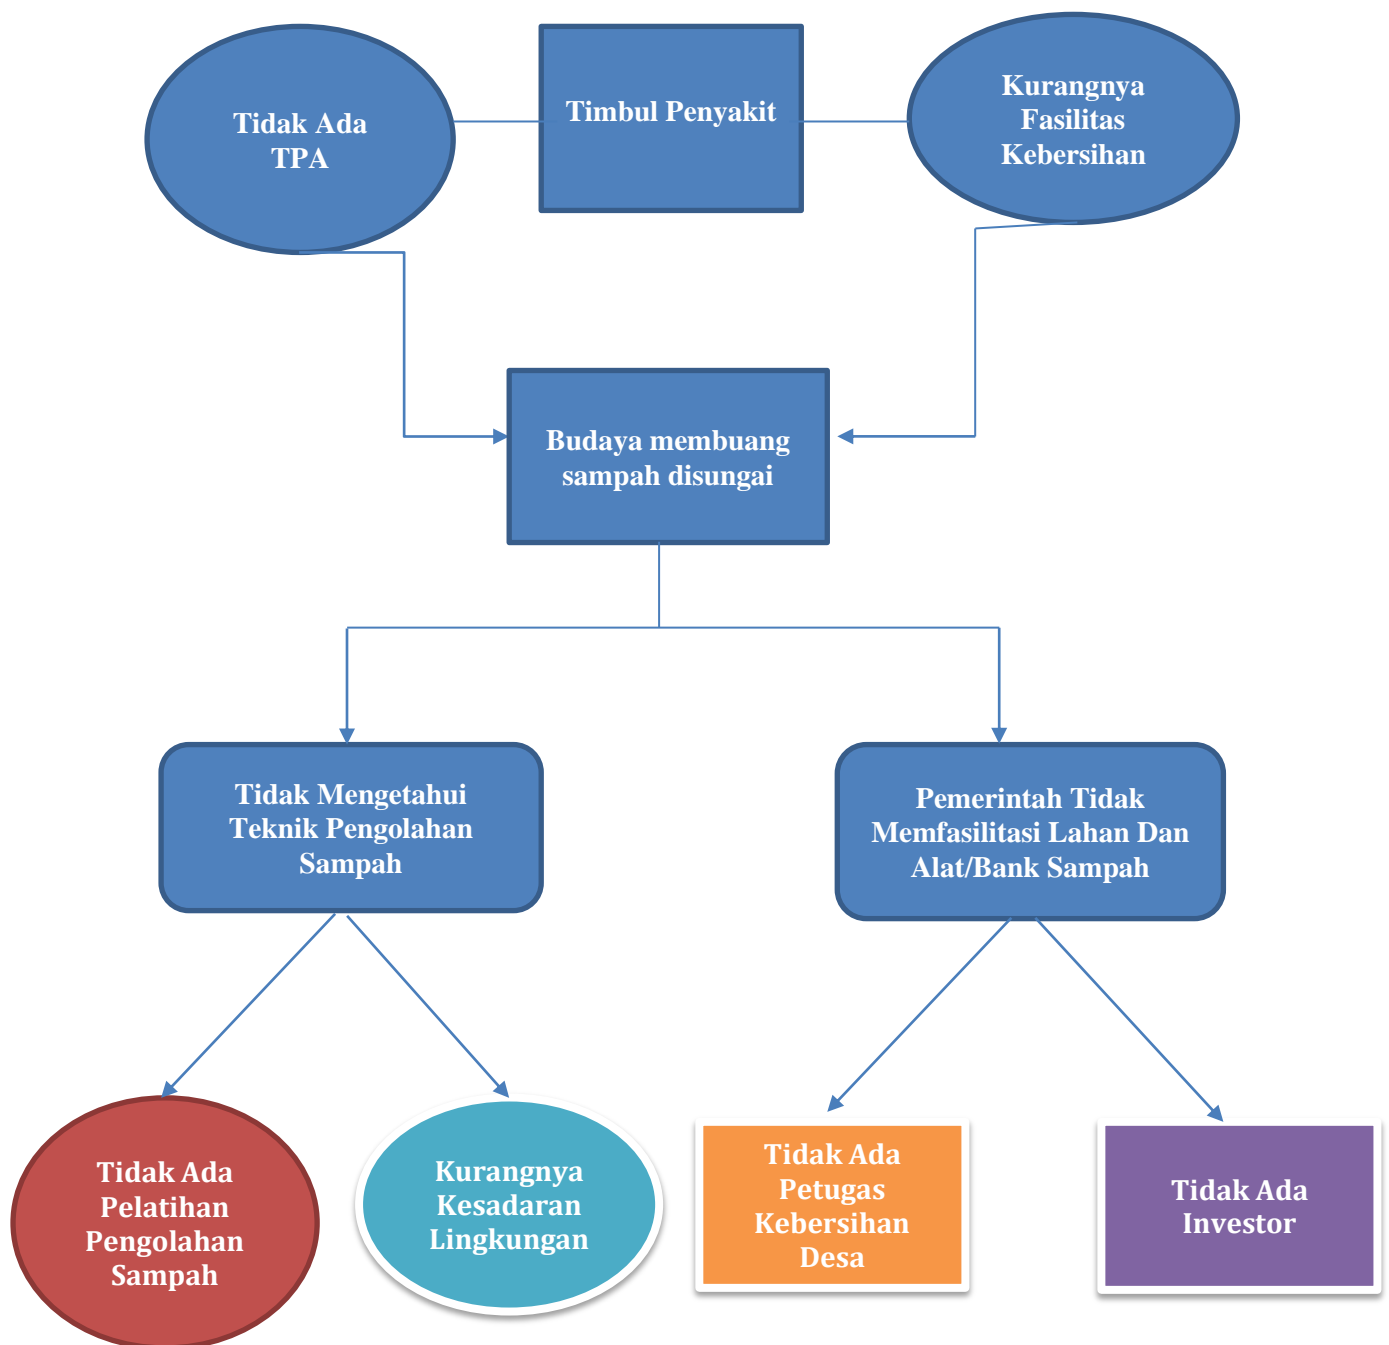 Tidak Ada
TPA
Timbul Penyakit
Kurangnya
Fasilitas
Kebersihan
Budaya membuang
sampah disungai
Tidak Mengetahui
Teknik Pengolahan
Sampah
Pemerintah Tidak
Memfasilitasi Lahan Dan
Alat/Bank Sampah
Tidak Ada
Pelatihan
Pengolahan
Sampah
Kurangnya
Kesadaran
Lingkungan
Tidak Ada
Petugas
Kebersihan
Desa
Tidak Ada
Investor